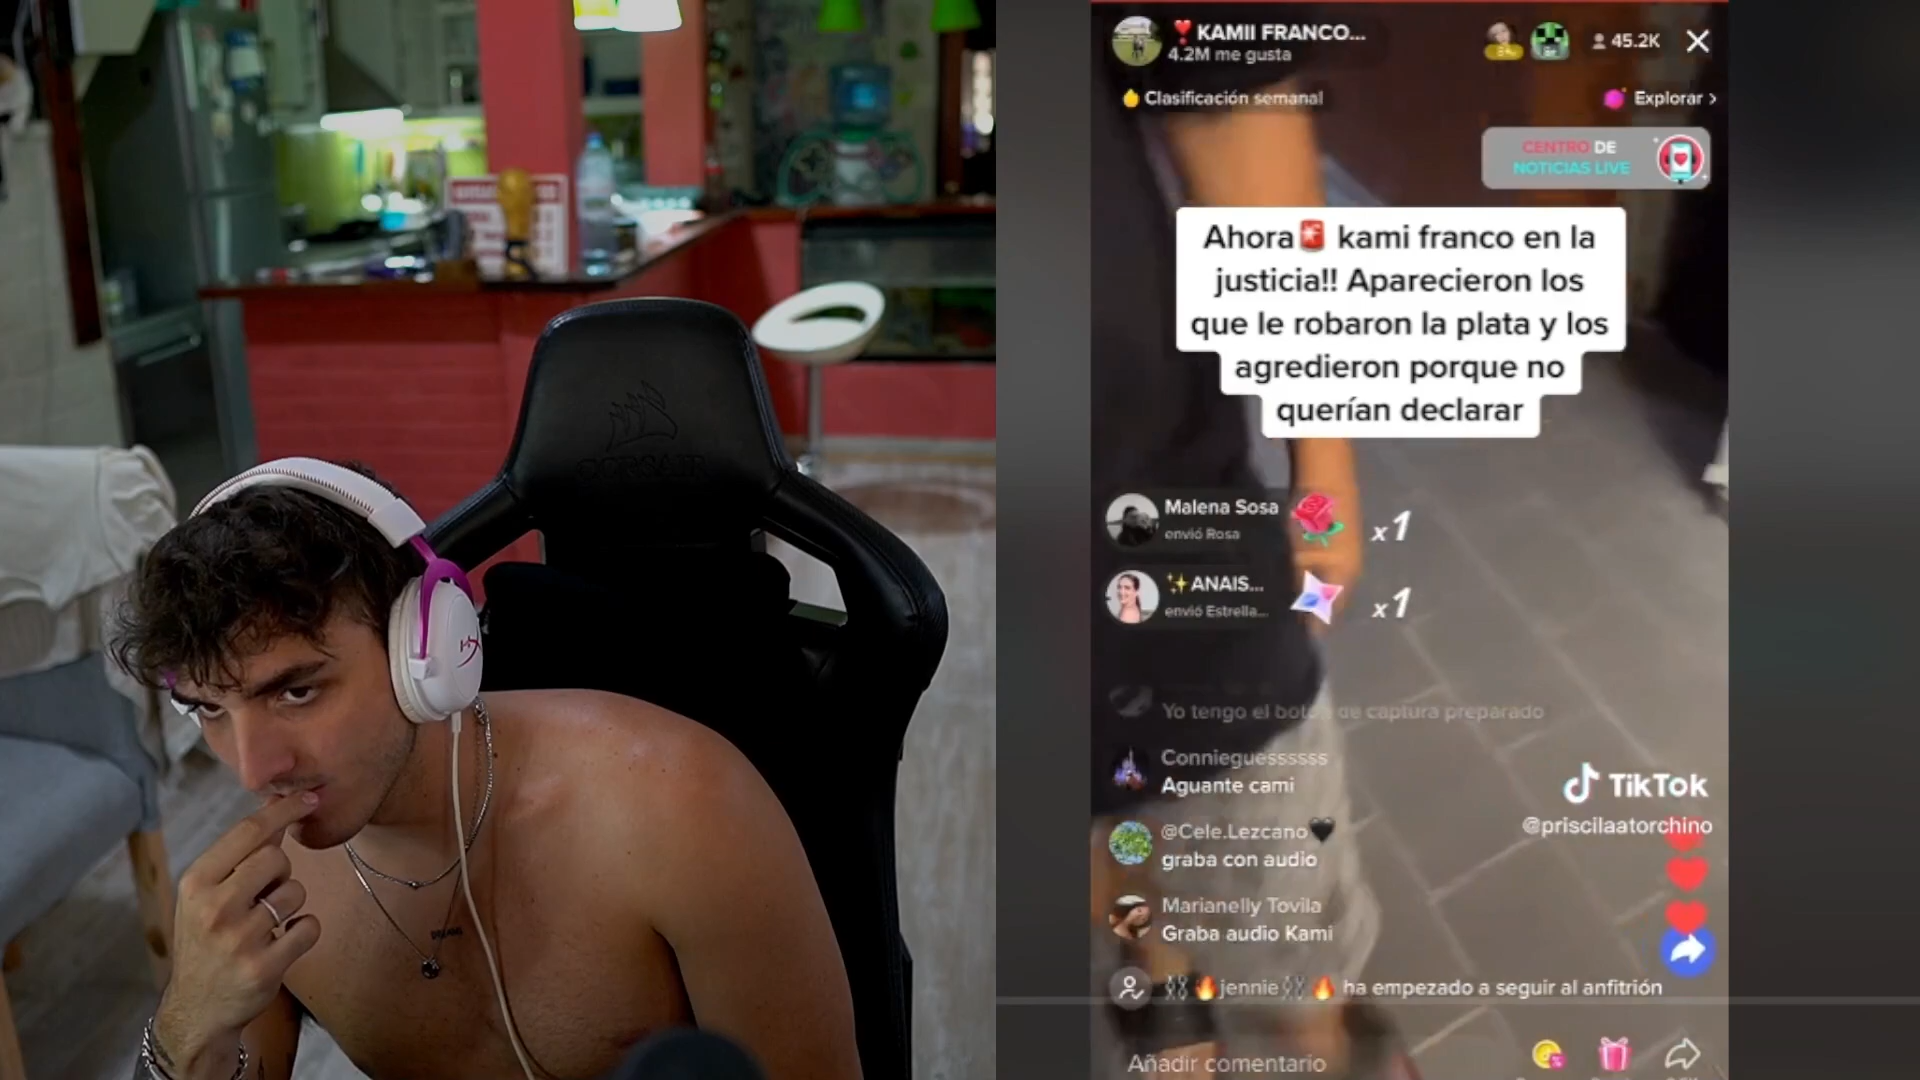 KAMII FRANCO...
4.2M me gusta
45.2K
Clasificación semanal
Explorar >
CENTRO DE
NOTICIAS LIVE
Ahora kami franco en la
justicia!! Aparecieron los
que le robaron la plata y los
agredieron porque no
querían declarar
Malena Sosa
envió Rosa
x1
ANAIS...
envió Estrella...
x1
Yo tengo el botón de captura preparado
Connieguessssss
Aguante cami
@Cele.Lezcano
graba con audio
Marianelly Tovila
Graba audio Kami
jennie ha empezado a seguir al anfitrión
TikTok
@priscilaatorchino
Añadir comentario
CORSAIR